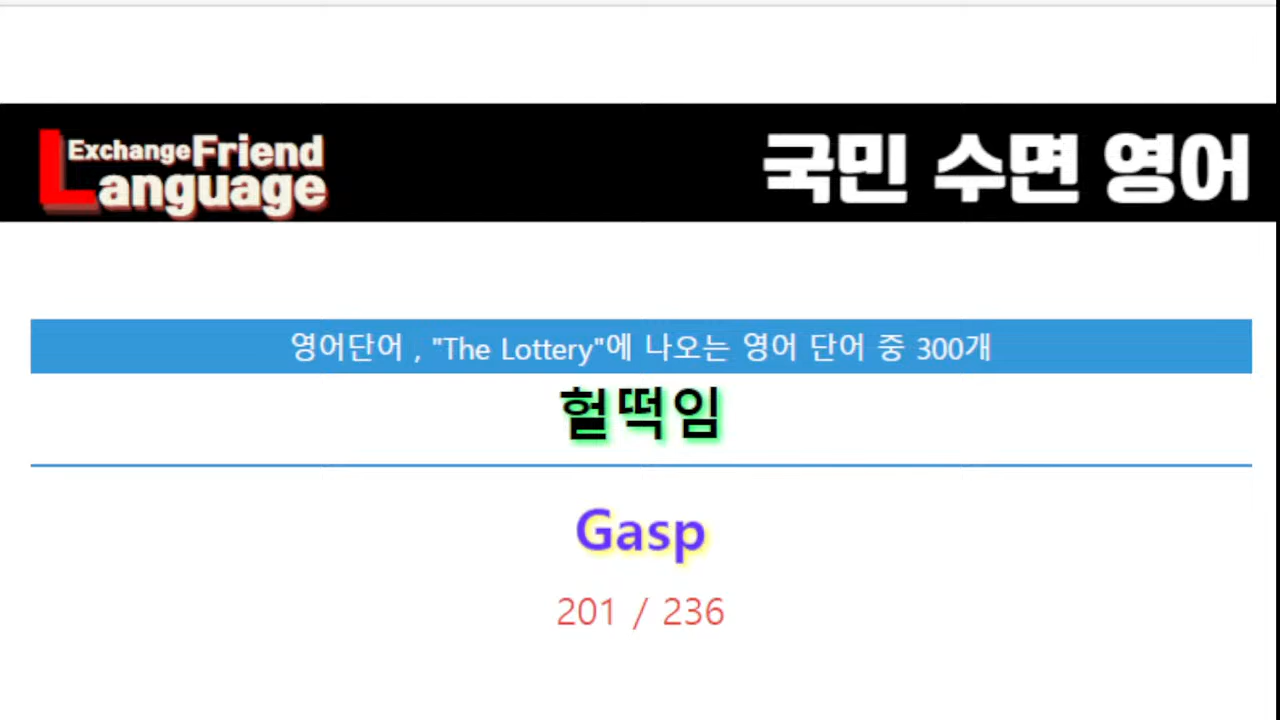 Exchange Friend
Language
국민 수면 영어
영어단어 , "The Lottery"에 나오는 영어 단어 중 300개
헐떡임
Gasp
201 / 236